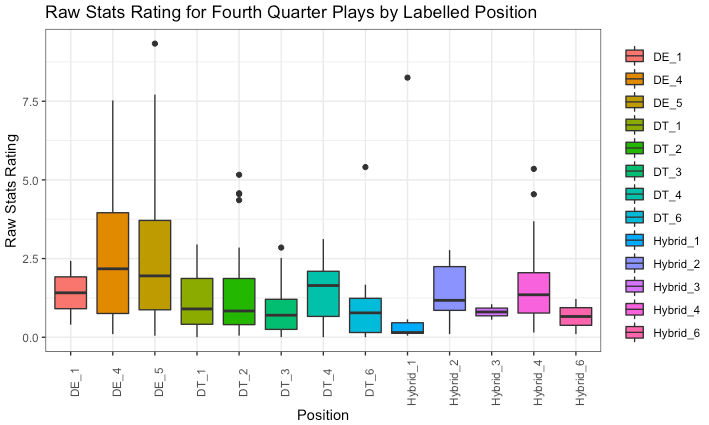 Raw Stats Rating for Fourth Quarter Plays by Labelled Position
Raw Stats Rating
7.5
5.0
2.5
0.0
DE_1
DE_4
DE_5
DT_1
DT_2
DT_3
DT_4
DT_6
Hybrid_1
Hybrid_2
Hybrid_3
Hybrid_4
Hybrid_6
Position
DE_1
DE_4
DE_5
DT_1
DT_2
DT_3
DT_4
DT_6
Hybrid_1
Hybrid_2
Hybrid_3
Hybrid_4
Hybrid_6